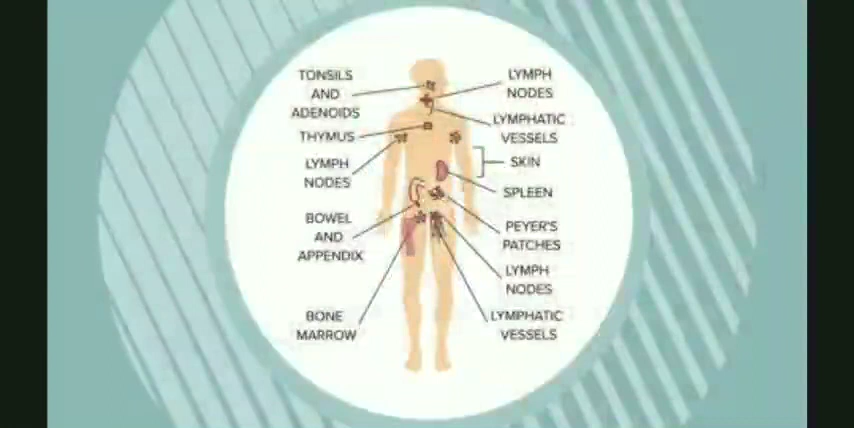 TONSILS
AND
ADENOIDS
THYMUS
LYMPH
NODES
BOWEL
AND
APPENDIX
BONE
MARROW
LYMPH
NODES
LYMPHATIC
VESSELS
SKIN
SPLEEN
PEYER'S
PATCHES
LYMPH
NODES
LYMPHATIC
VESSELS